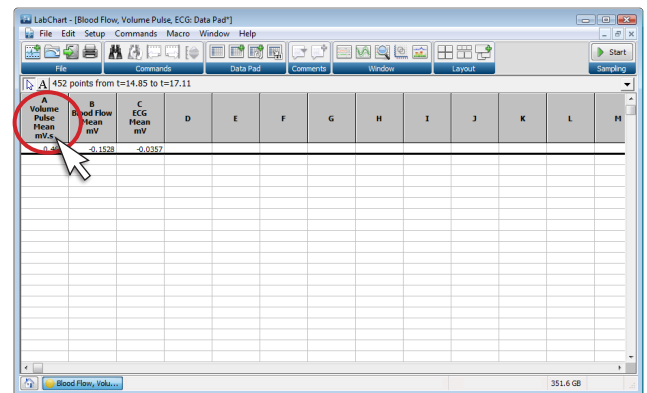 LabChart - [Blood Flow, Volume Pulse, ECG: Data Pad*]
File Edit Setup Commands Macro Window Help
Start
File Commands Data Pad Comments Window Layout Sampling
A 452 points from t=14.85 to t=17.11
A
Volume
Pulse
Mean
mV.s
B
Blood Flow
Mean
mV
C
ECG
Mean
mV
D E F G H I J K L M
-0.1528 -0.0357
Blood Flow, Volu...
351.6 GB